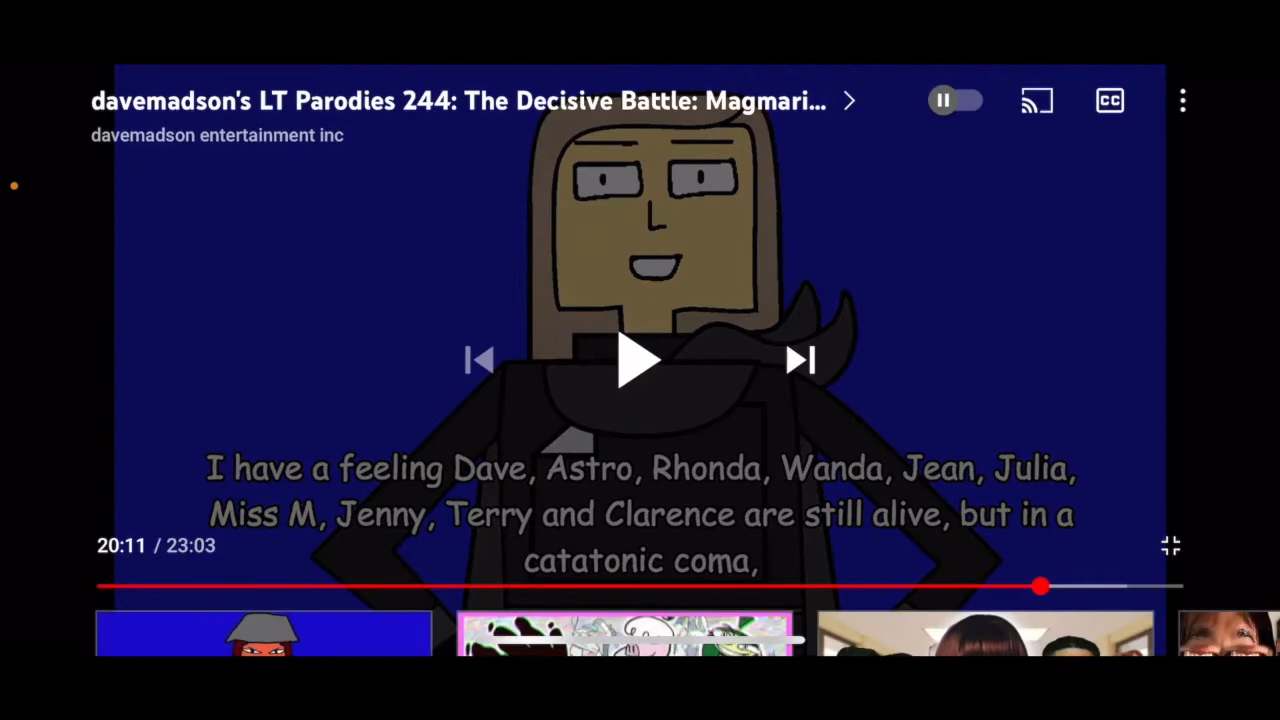 davemadson's LT Parodies 244: The Decisive Battle: Magmari...
davemadson entertainment inc
CC
I have a feeling Dave, Astro, Rhonda, Wanda, Jean, Julia,
Miss M, Jenny, Terry and Clarence are still alive, but in a
catatonic coma,
20:11 / 23:03